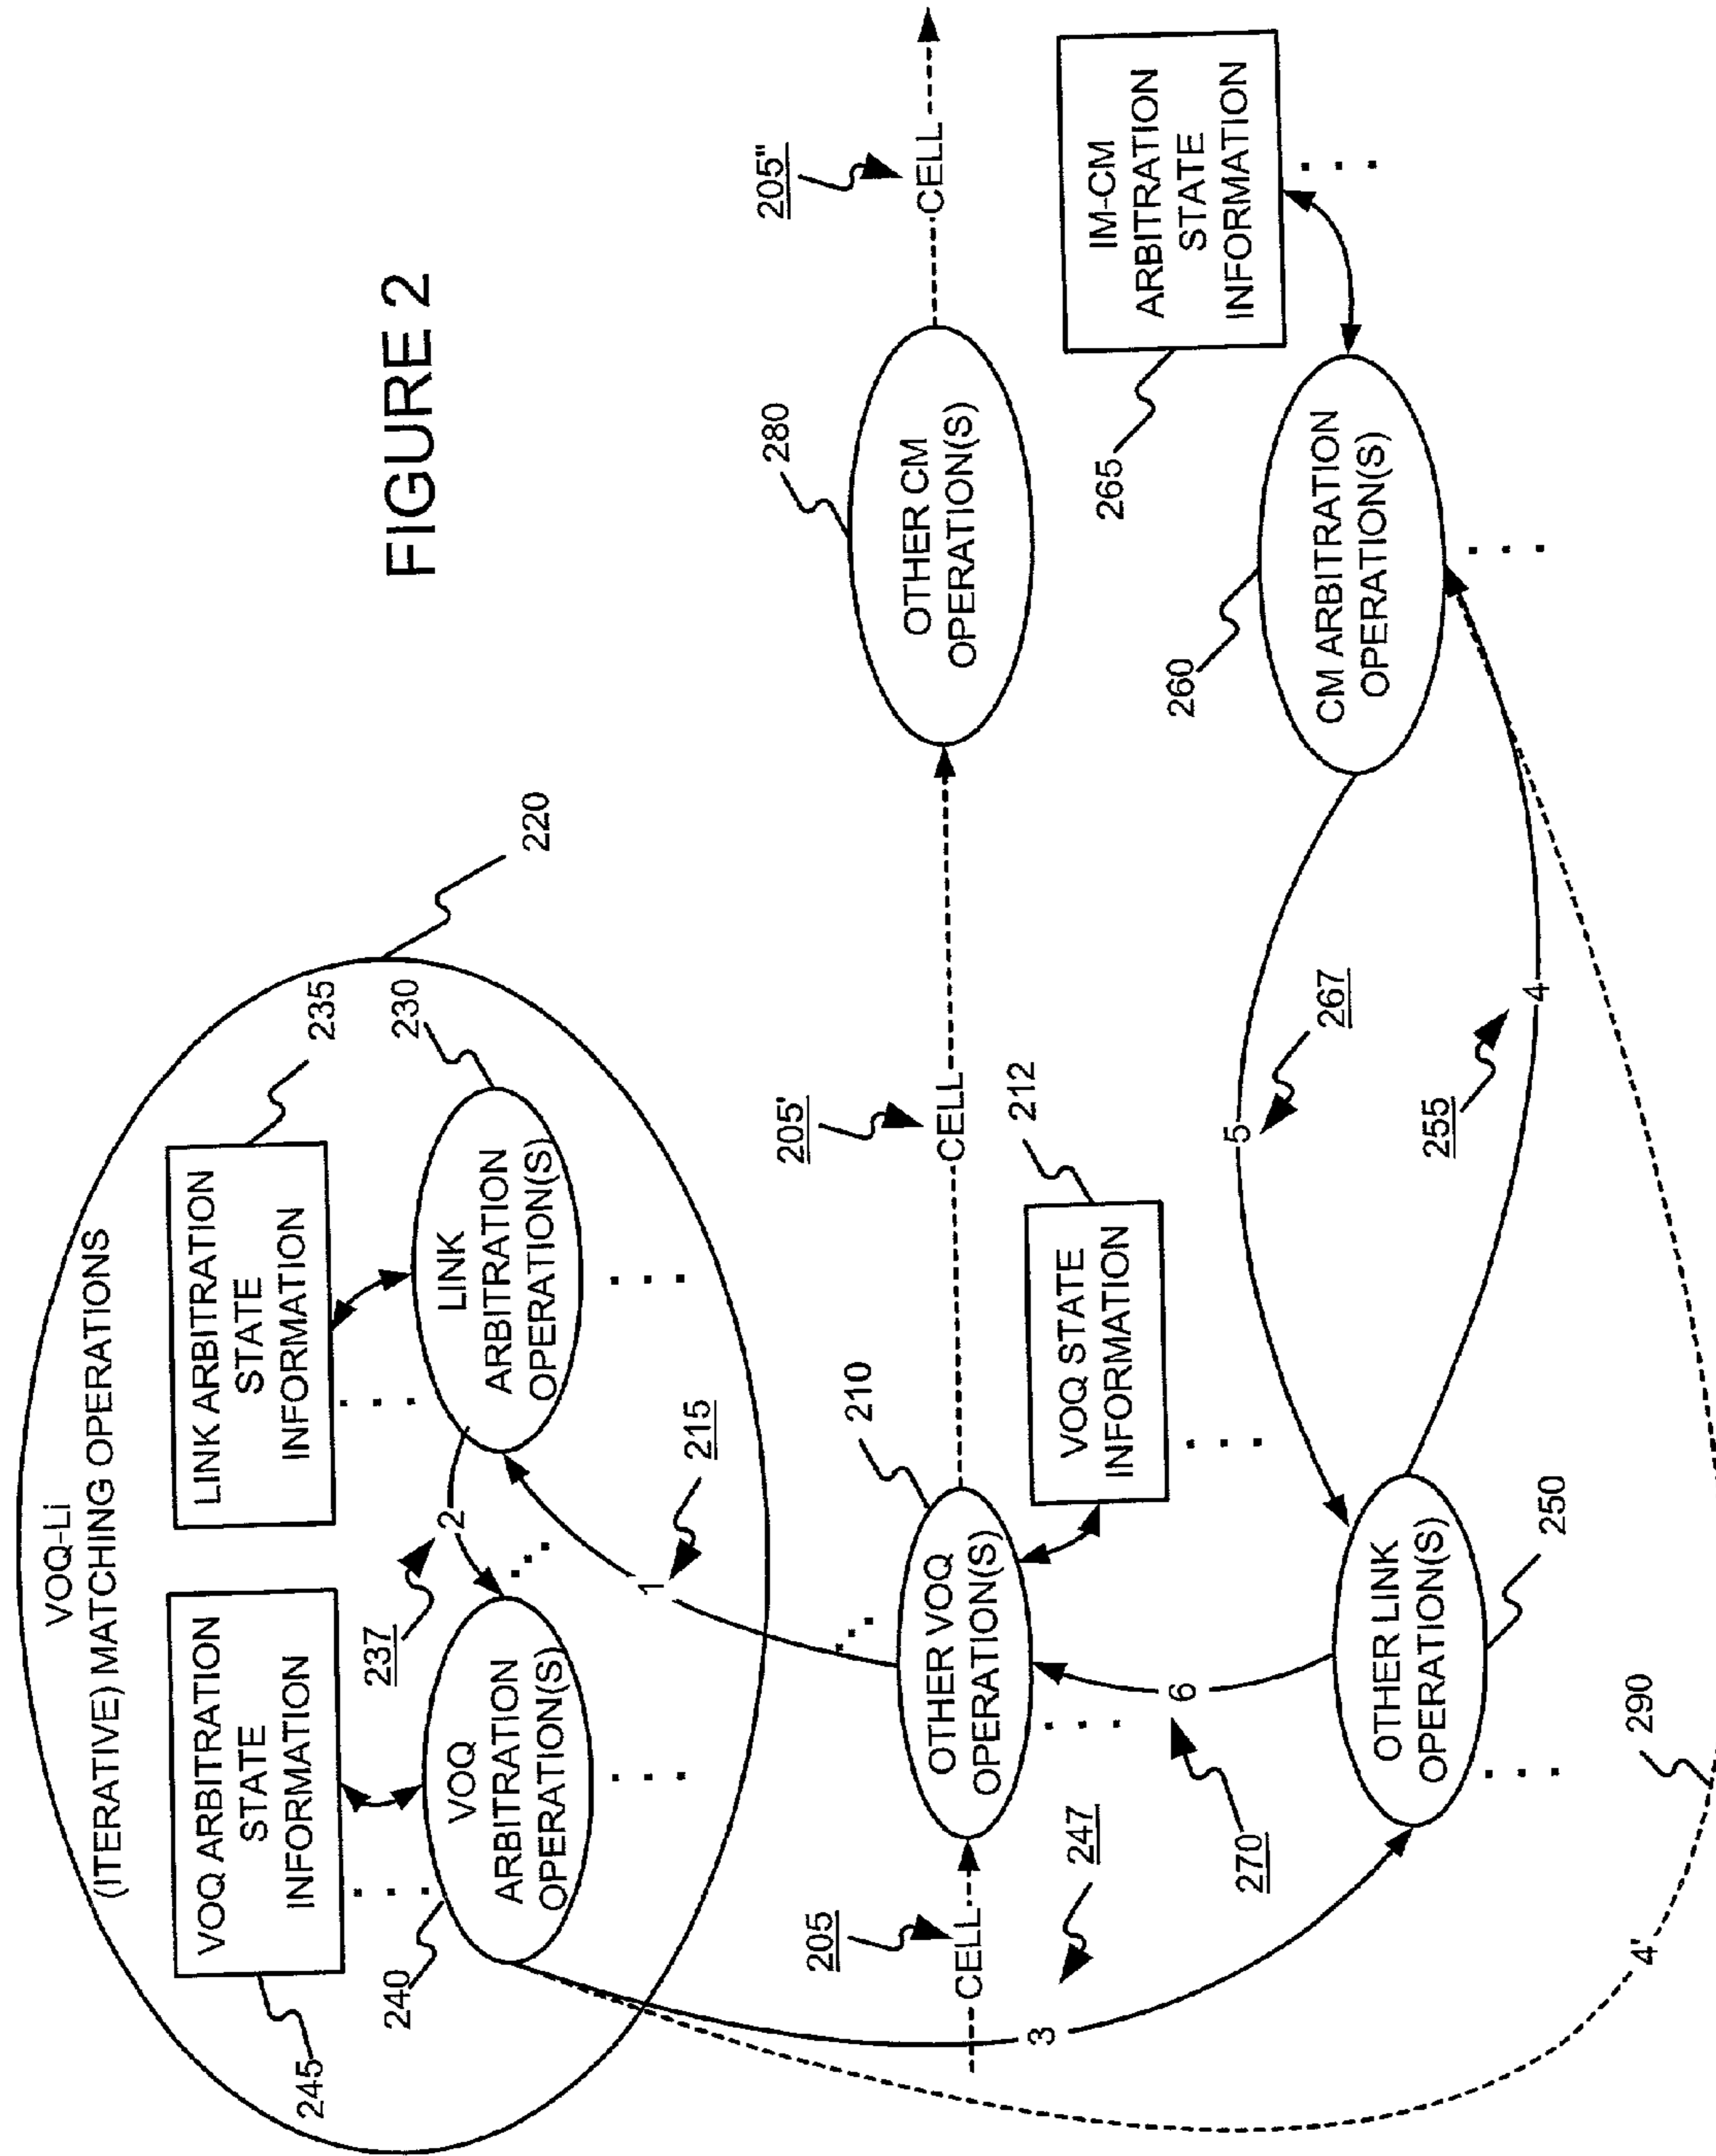 FIGURE 2
VOQ-Li
(ITERATIVE) MATCHING OPERATIONS
220
VOQ ARBITRATION
STATE
INFORMATION
245
LINK ARBITRATION
STATE
INFORMATION
235
VOQ
ARBITRATION
OPERATION(S)
240
237
2
LINK
ARBITRATION
OPERATION(S)
230
1
215
205
CELL
OTHER VOQ
OPERATION(S)
210
205'
CELL
OTHER CM
OPERATION(S)
280
205"
CELL
VOQ STATE
INFORMATION
212
3
247
6
270
OTHER LINK
OPERATION(S)
250
5
267
255
4
CM ARBITRATION
OPERATION(S)
260
IM-CM
ARBITRATION
STATE
INFORMATION
265
4'
290